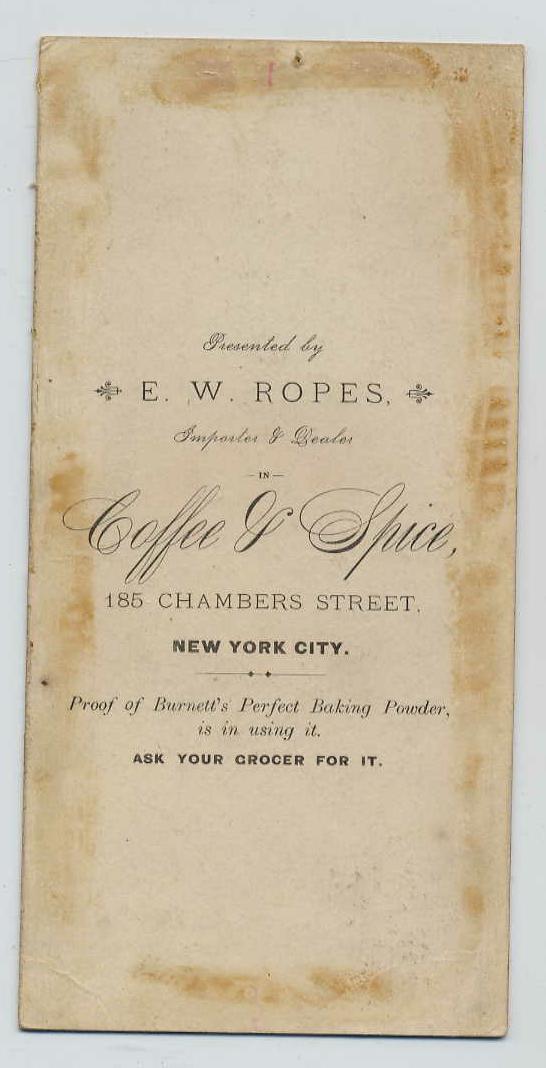 Presented by
E. W. ROPES,
Importer & Dealer
— IN —
Coffee & Spice,
185 CHAMBERS STREET,
NEW YORK CITY.
Proof of Burnett's Perfect Baking Powder,
is in using it.
ASK YOUR GROCER FOR IT.